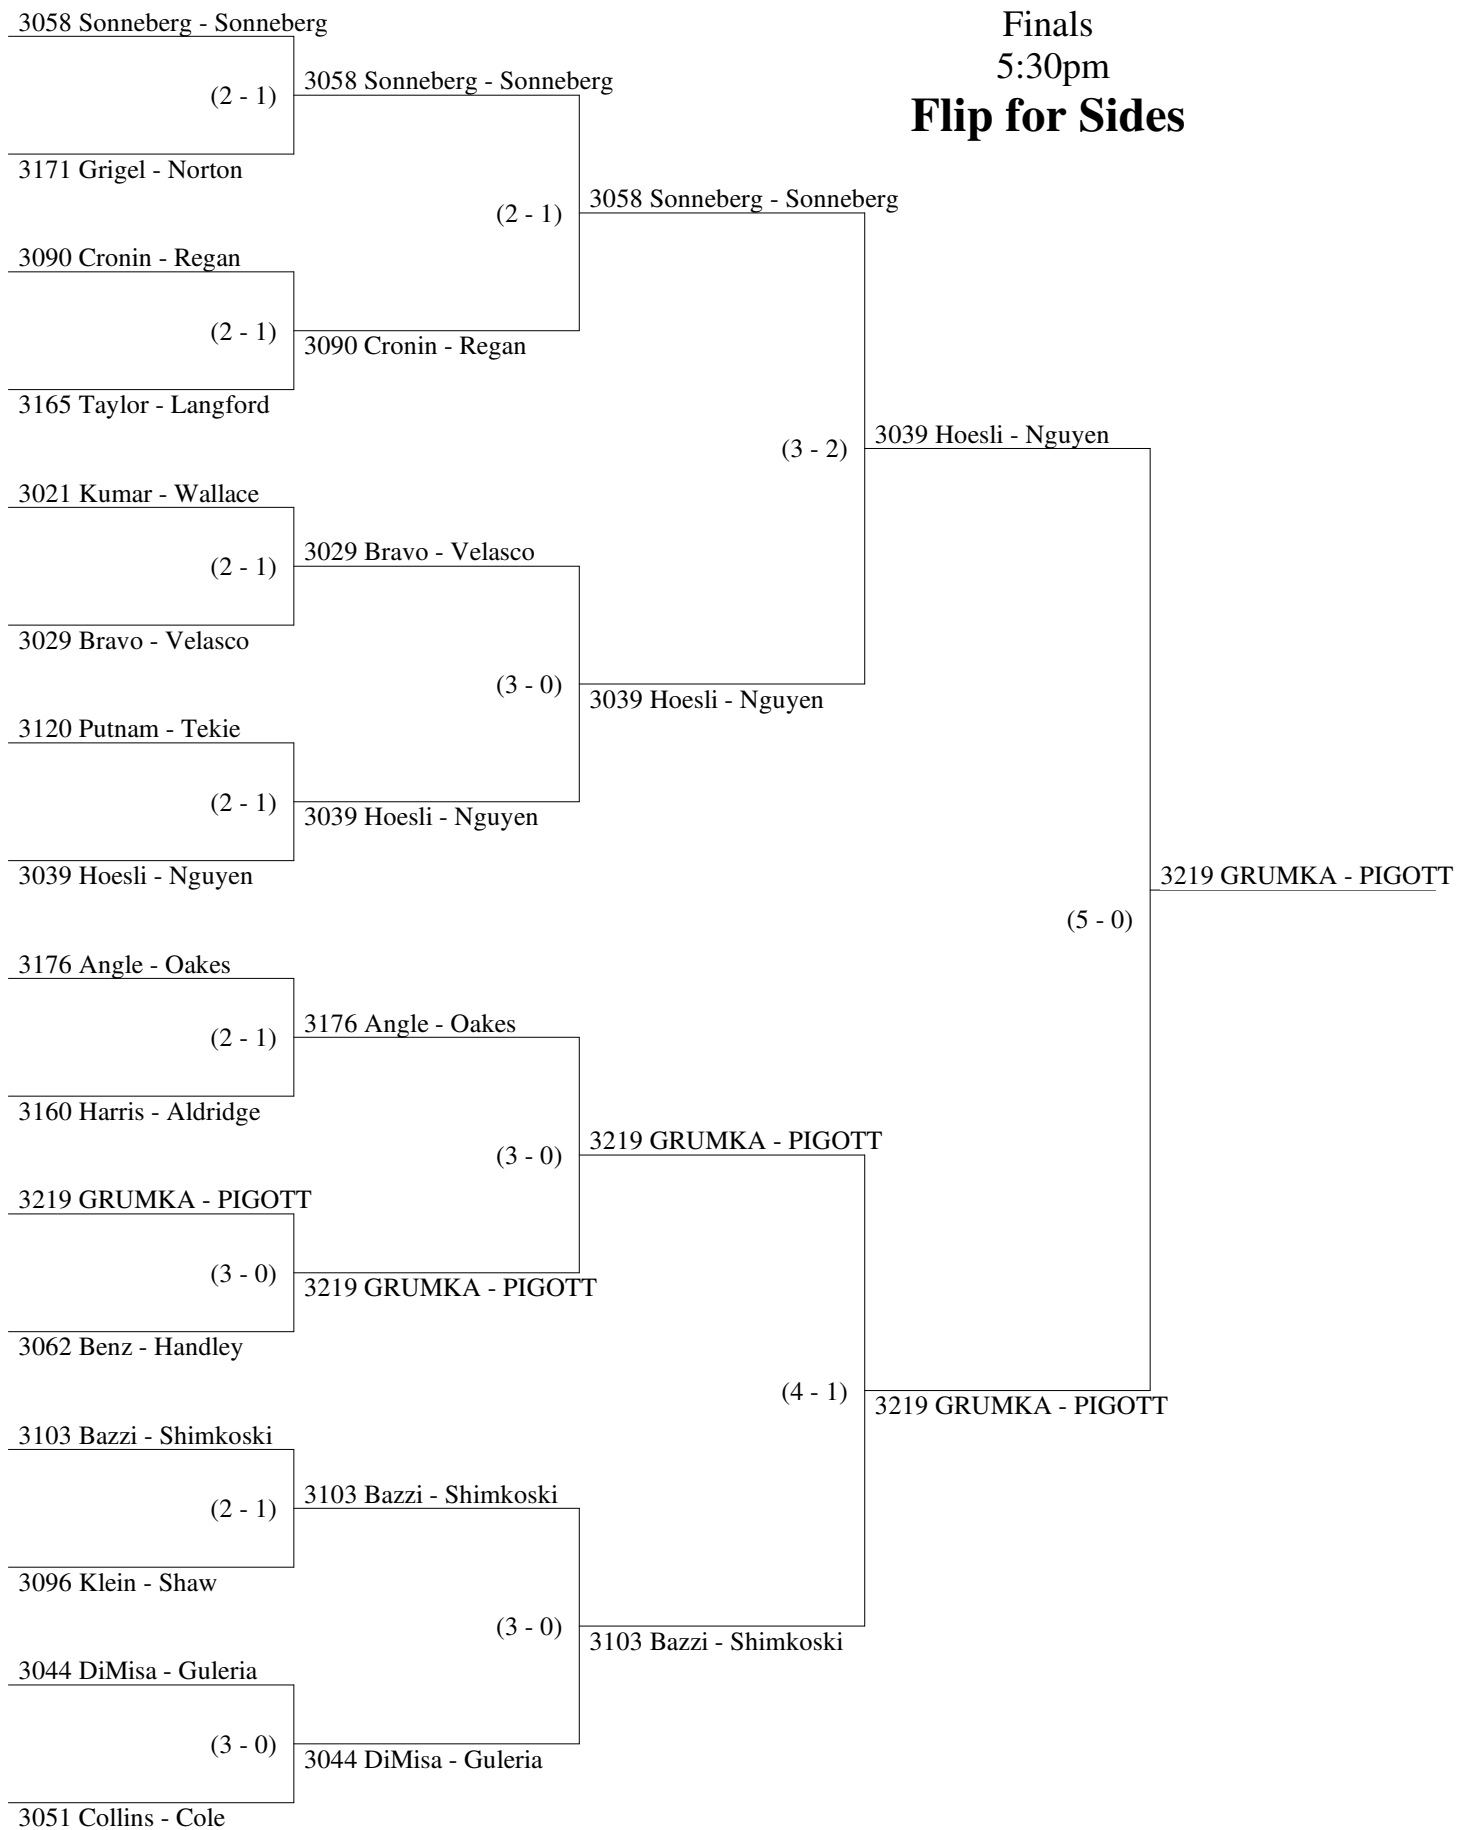 Finals
5:30pm
Flip for Sides
3058 Sonneberg - Sonneberg
(2 - 1)
3171 Grigel - Norton
3090 Cronin - Regan
(2 - 1)
3165 Taylor - Langford
3021 Kumar - Wallace
(2 - 1)
3029 Bravo - Velasco
3120 Putnam - Tekie
(2 - 1)
3039 Hoesli - Nguyen
3176 Angle - Oakes
(2 - 1)
3160 Harris - Aldridge
3219 GRUMKA - PIGOTT
(3 - 0)
3062 Benz - Handley
3103 Bazzi - Shimkoski
(2 - 1)
3096 Klein - Shaw
3044 DiMisa - Guleria
(3 - 0)
3051 Collins - Cole
3058 Sonneberg - Sonneberg
(2 - 1)
3090 Cronin - Regan
3029 Bravo - Velasco
(3 - 0)
3039 Hoesli - Nguyen
3176 Angle - Oakes
(3 - 0)
3219 GRUMKA - PIGOTT
3103 Bazzi - Shimkoski
(3 - 0)
3044 DiMisa - Guleria
3058 Sonneberg - Sonneberg
(3 - 2)
3039 Hoesli - Nguyen
3219 GRUMKA - PIGOTT
(4 - 1)
3103 Bazzi - Shimkoski
3039 Hoesli - Nguyen
(5 - 0)
3219 GRUMKA - PIGOTT
3219 GRUMKA - PIGOTT